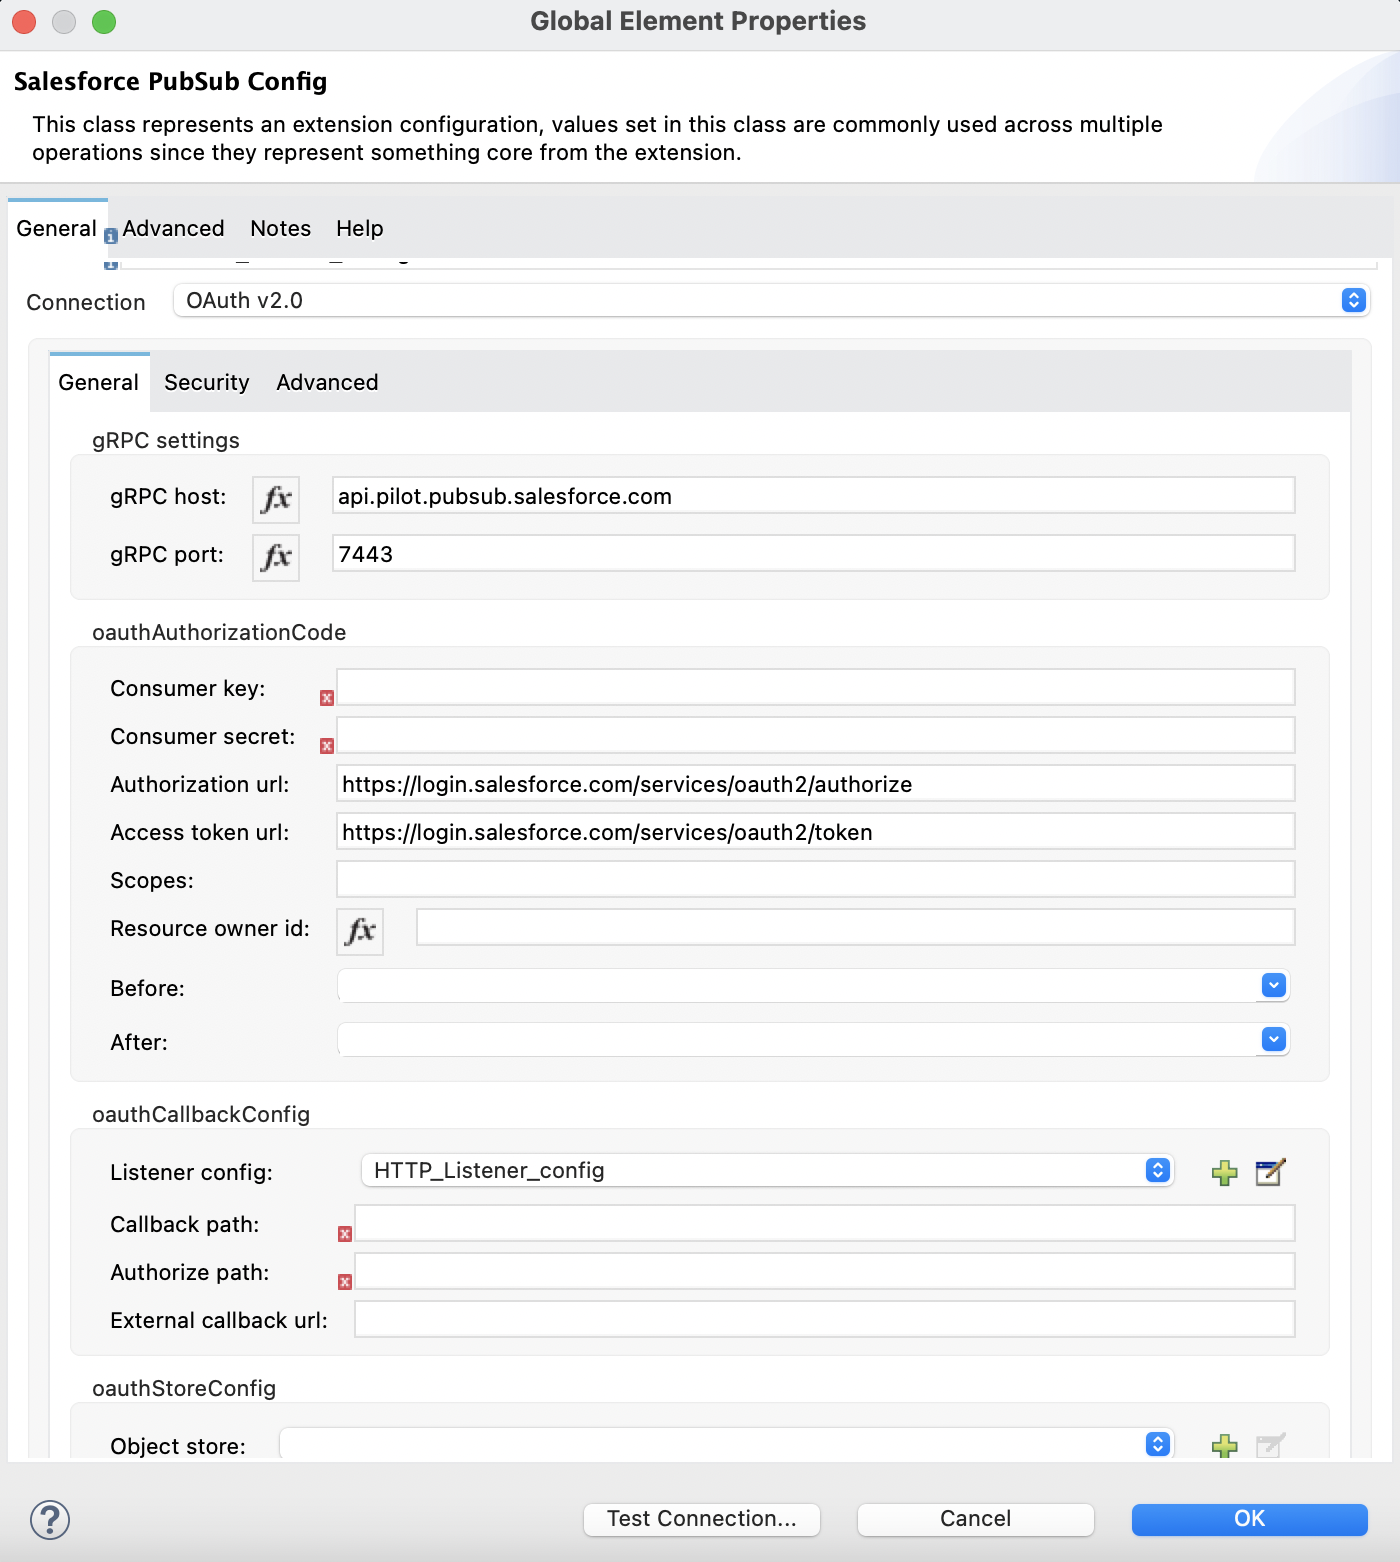 Global Element Properties
Salesforce PubSub Config
This class represents an extension configuration, values set in this class are commonly used across multiple
operations since they represent something core from the extension.
General Advanced Notes Help
Connection OAuth v2.0
General Security Advanced
gRPC settings
gRPC host: fx api.pilot.pubsub.salesforce.com
gRPC port: fx 7443
oauthAuthorizationCode
Consumer key:
Consumer secret:
Authorization url: https://login.salesforce.com/services/oauth2/authorize
Access token url: https://login.salesforce.com/services/oauth2/token
Scopes:
Resource owner id: fx
Before:
After:
oauthCallbackConfig
Listener config: HTTP_Listener_config
Callback path:
Authorize path:
External callback url:
oauthStoreConfig
Object store:
? Test Connection... Cancel OK